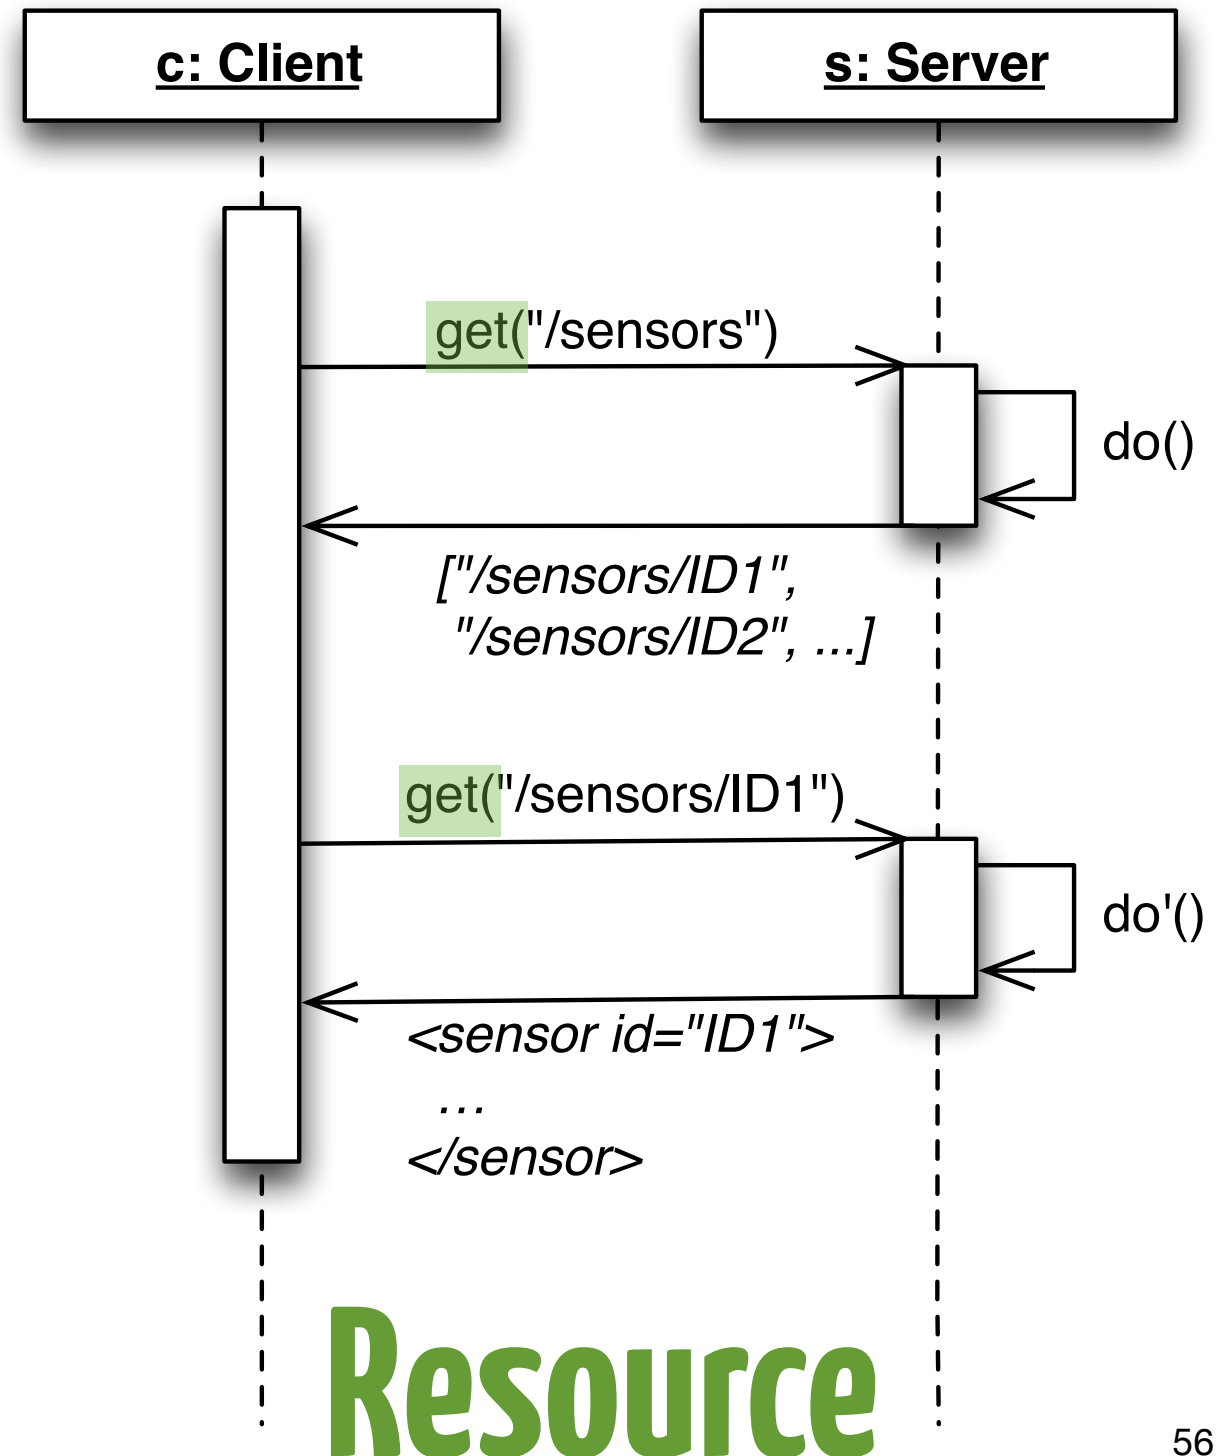 c: Client
s: Server
get("/sensors")
do()
["/sensors/ID1",
"/sensors/ID2", ...]
get("/sensors/ID1")
do'()
<sensor id="ID1">
…
</sensor>
Resource
56